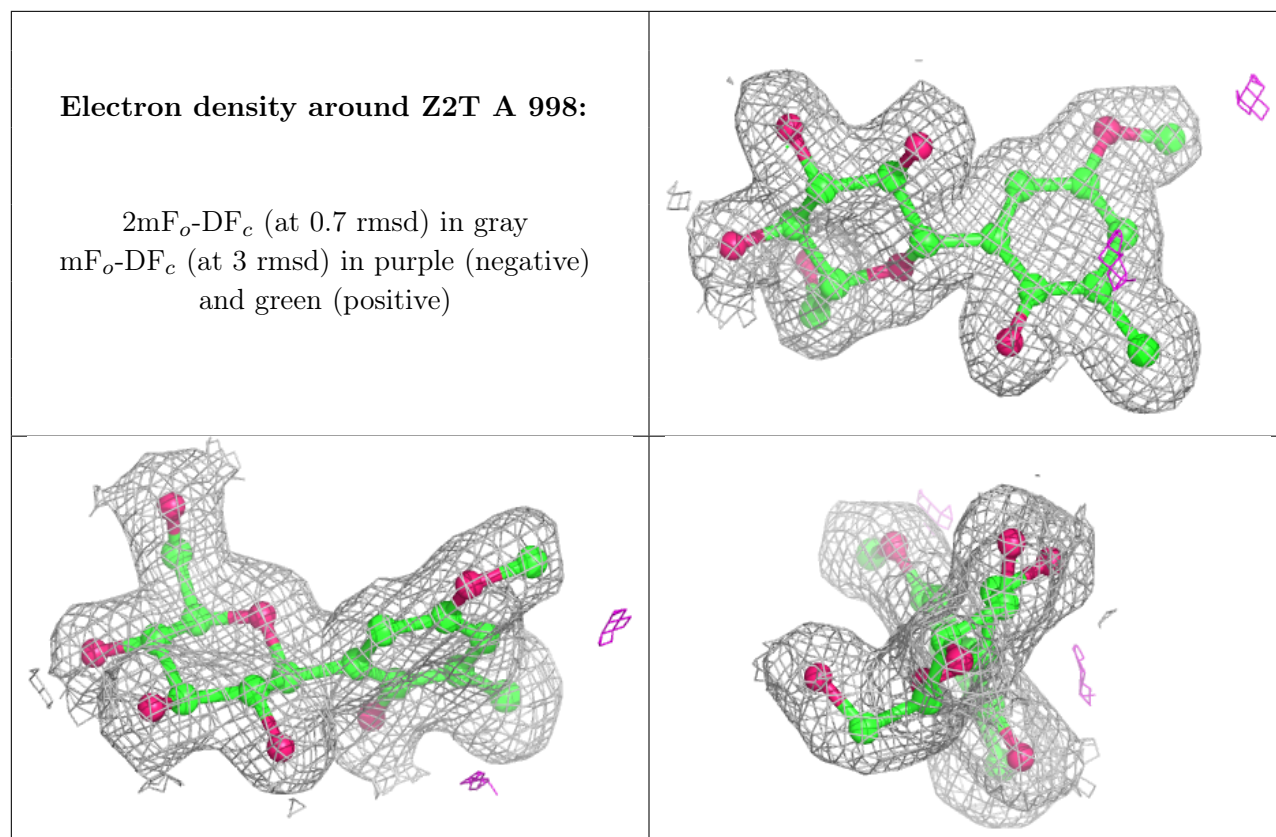 Electron density around Z2T A 998:
2mFₒ-DF𝑐 (at 0.7 rmsd) in gray
mFₒ-DF𝑐 (at 3 rmsd) in purple (negative)
and green (positive)